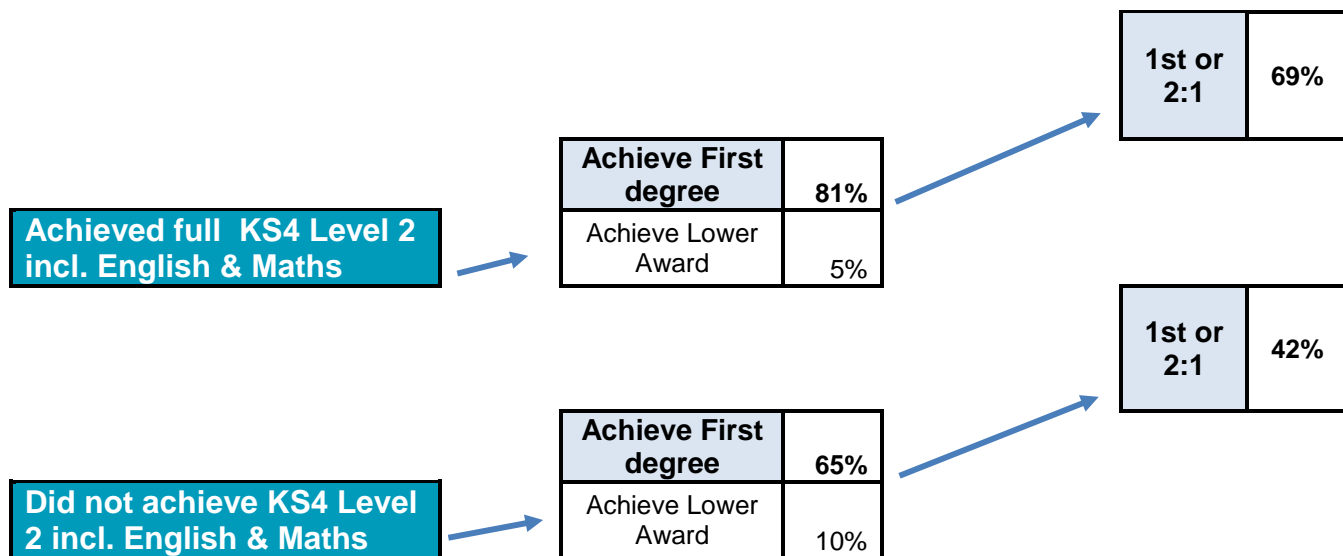 1st or
2:1
69%
Achieve First
degree
81%
Achieved full  KS4 Level 2
incl. English & Maths
Achieve Lower
Award
5%
1st or
2:1
42%
Achieve First
degree
65%
Did not achieve KS4 Level
2 incl. English & Maths
Achieve Lower
Award
10%